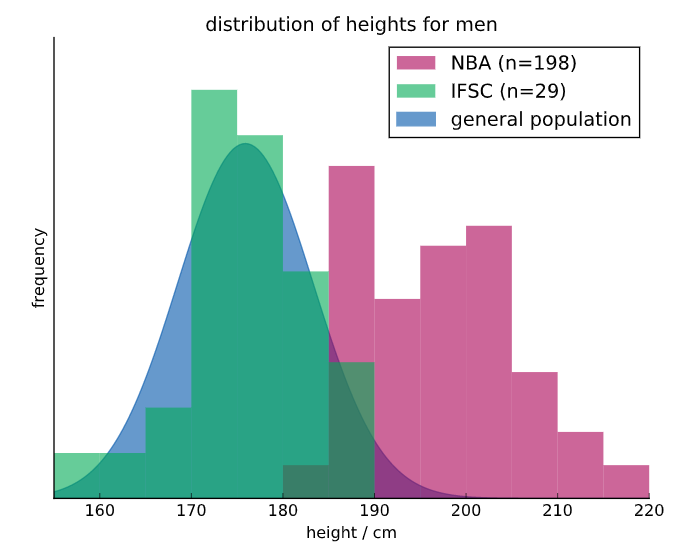 distribution of heights for men
NBA (n=198)
IFSC (n=29)
general population
frequency
160 170 180 190 200 210 220
height / cm